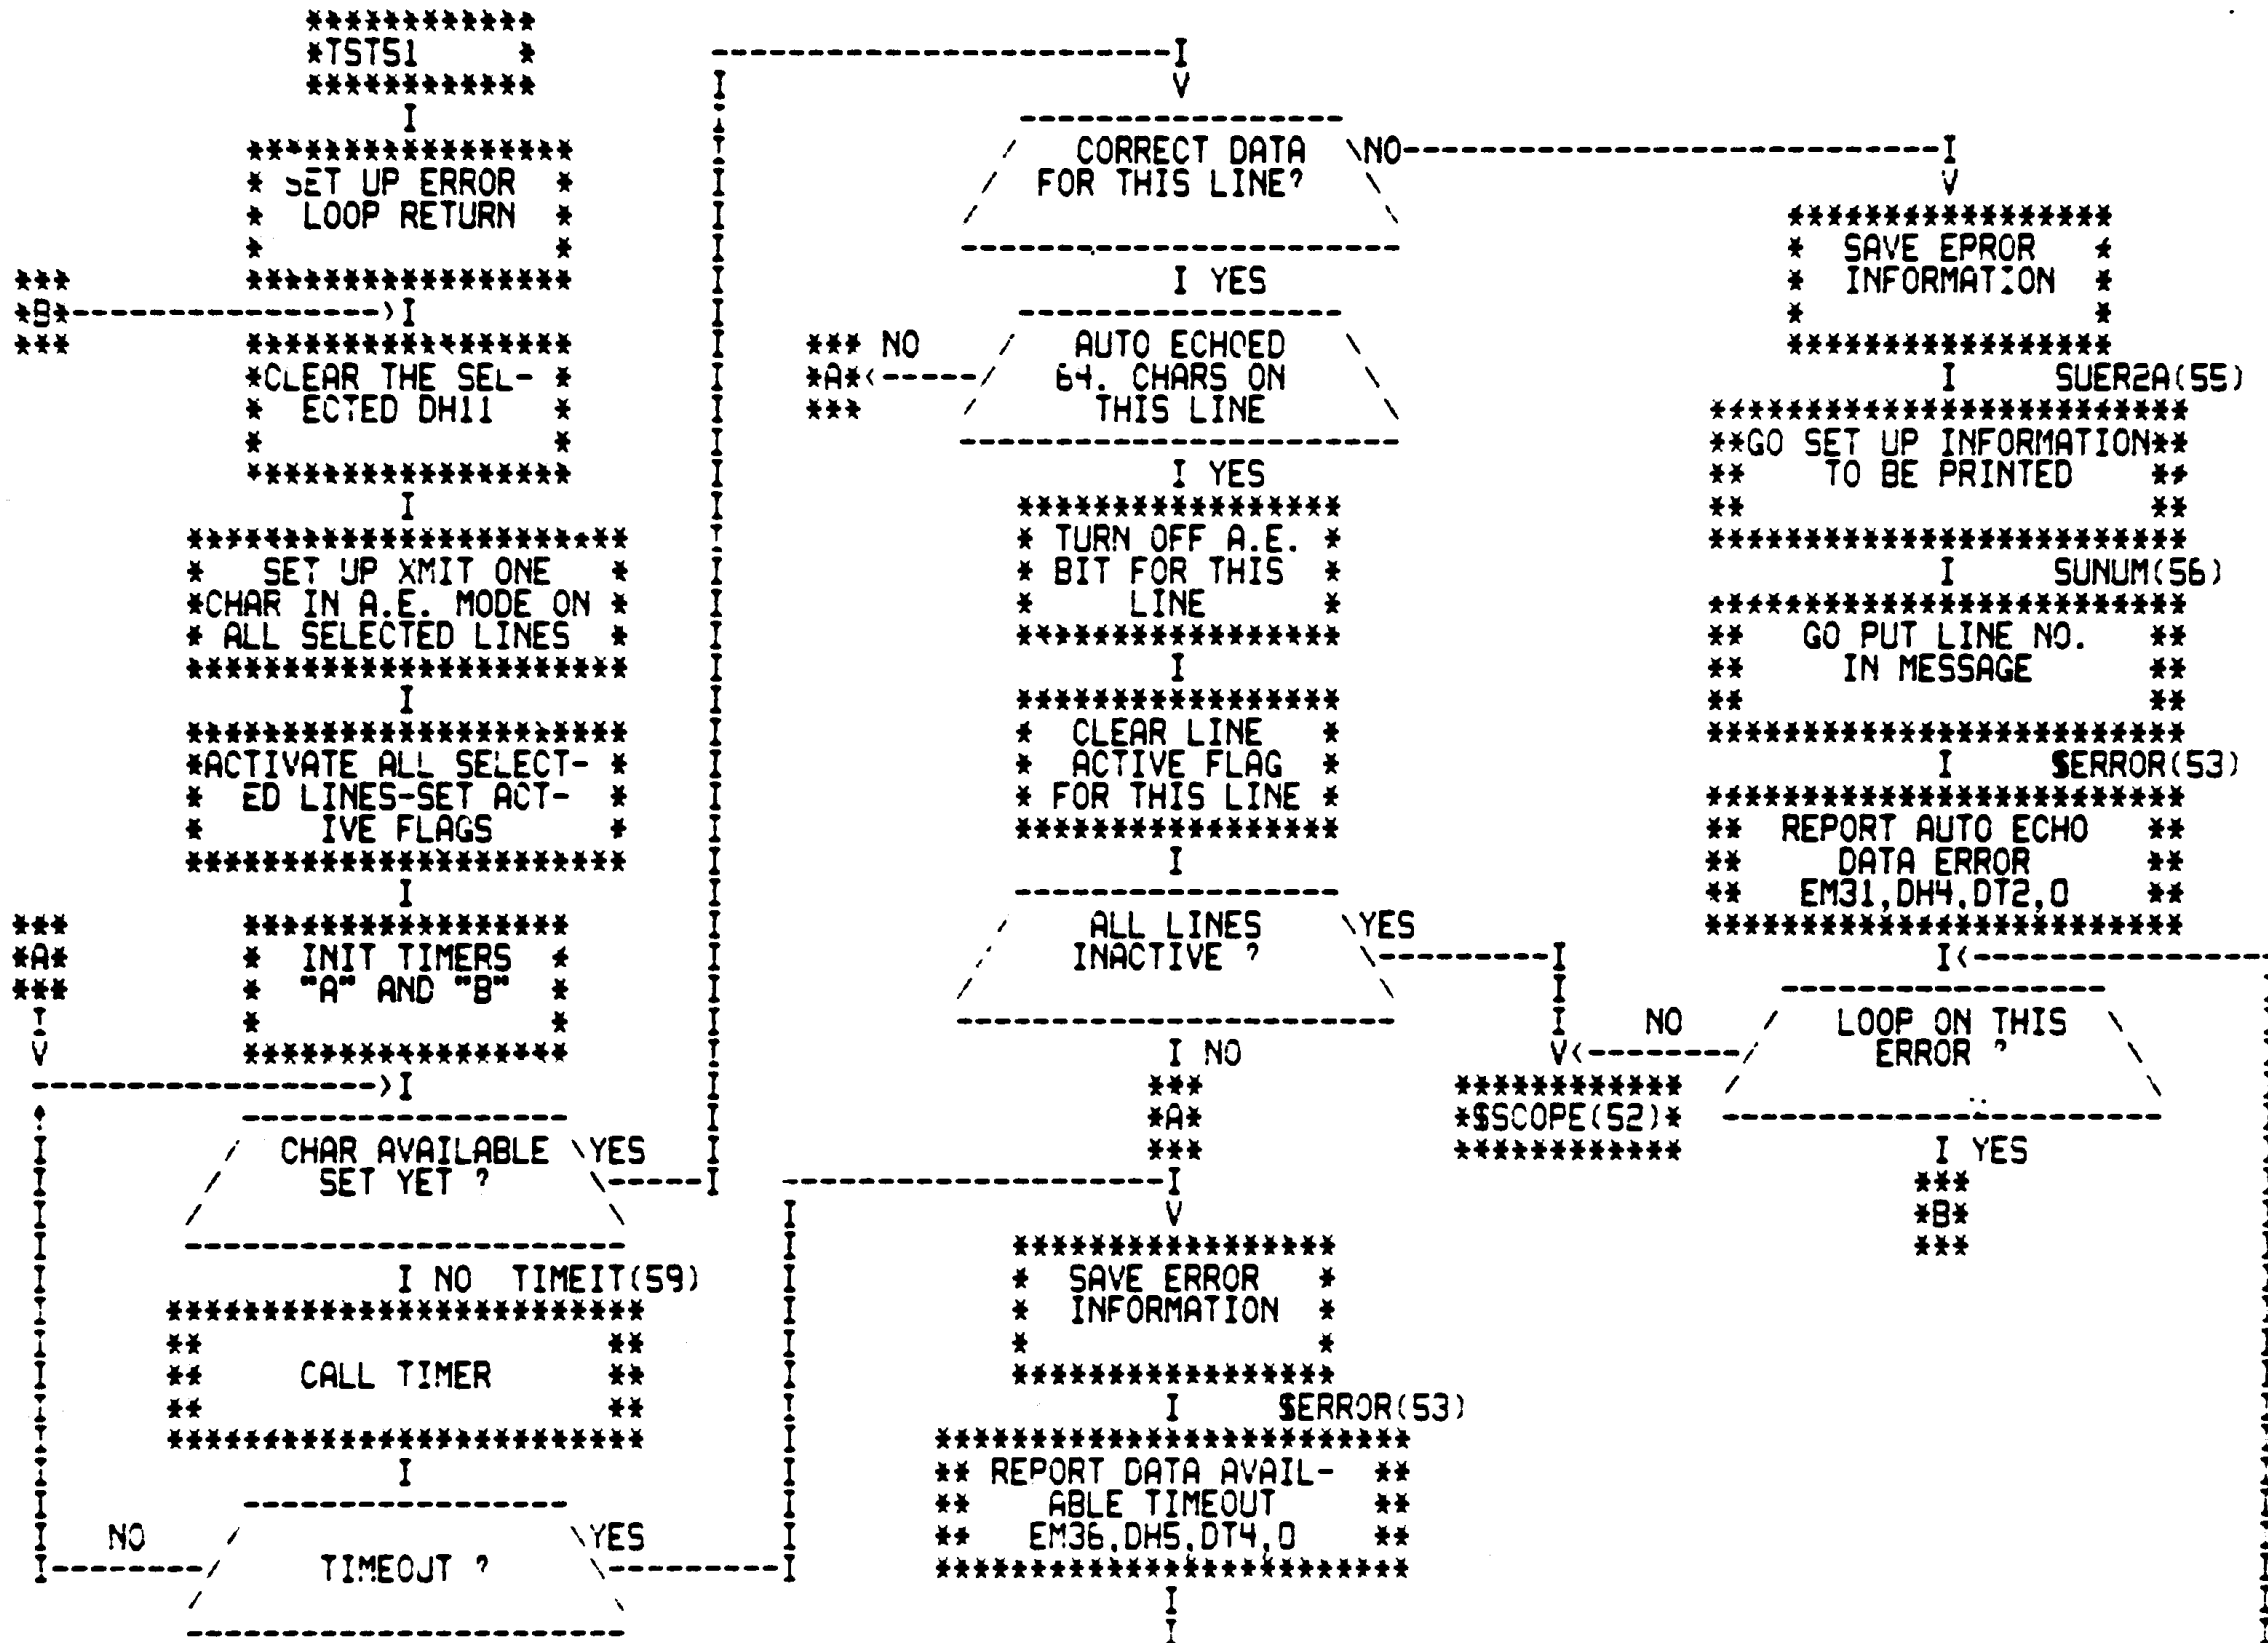 TST51
SET UP ERROR
LOOP RETURN
B
CLEAR THE SEL-
ECTED DH11
SET UP XMIT ONE
CHAR IN A.E. MODE ON
ALL SELECTED LINES
ACTIVATE ALL SELECT-
ED LINES-SET ACT-
IVE FLAGS
A
INIT TIMERS
"A" AND "B"
CHAR AVAILABLE YES
SET YET ?
NO TIMEIT(59)
CALL TIMER
NO YES
TIMEOUT ?
CORRECT DATA NO
FOR THIS LINE?
YES
NO AUTO ECHOED
A 64. CHARS ON
THIS LINE
YES
TURN OFF A.E.
BIT FOR THIS
LINE
CLEAR LINE
ACTIVE FLAG
FOR THIS LINE
ALL LINES YES
INACTIVE ?
NO
A
$SCOPE(52)
SAVE ERROR
INFORMATION
$ERROR(53)
REPORT DATA AVAIL-
ABLE TIMEOUT
EM36,DH5,DT4,0
SAVE EPROR
INFORMATION
SUER2A(55)
GO SET UP INFORMATION
TO BE PRINTED
SUNUM(56)
GO PUT LINE NO.
IN MESSAGE
$ERROR(53)
REPORT AUTO ECHO
DATA ERROR
EM31,DH4,DT2,0
NO LOOP ON THIS
ERROR ?
YES
B